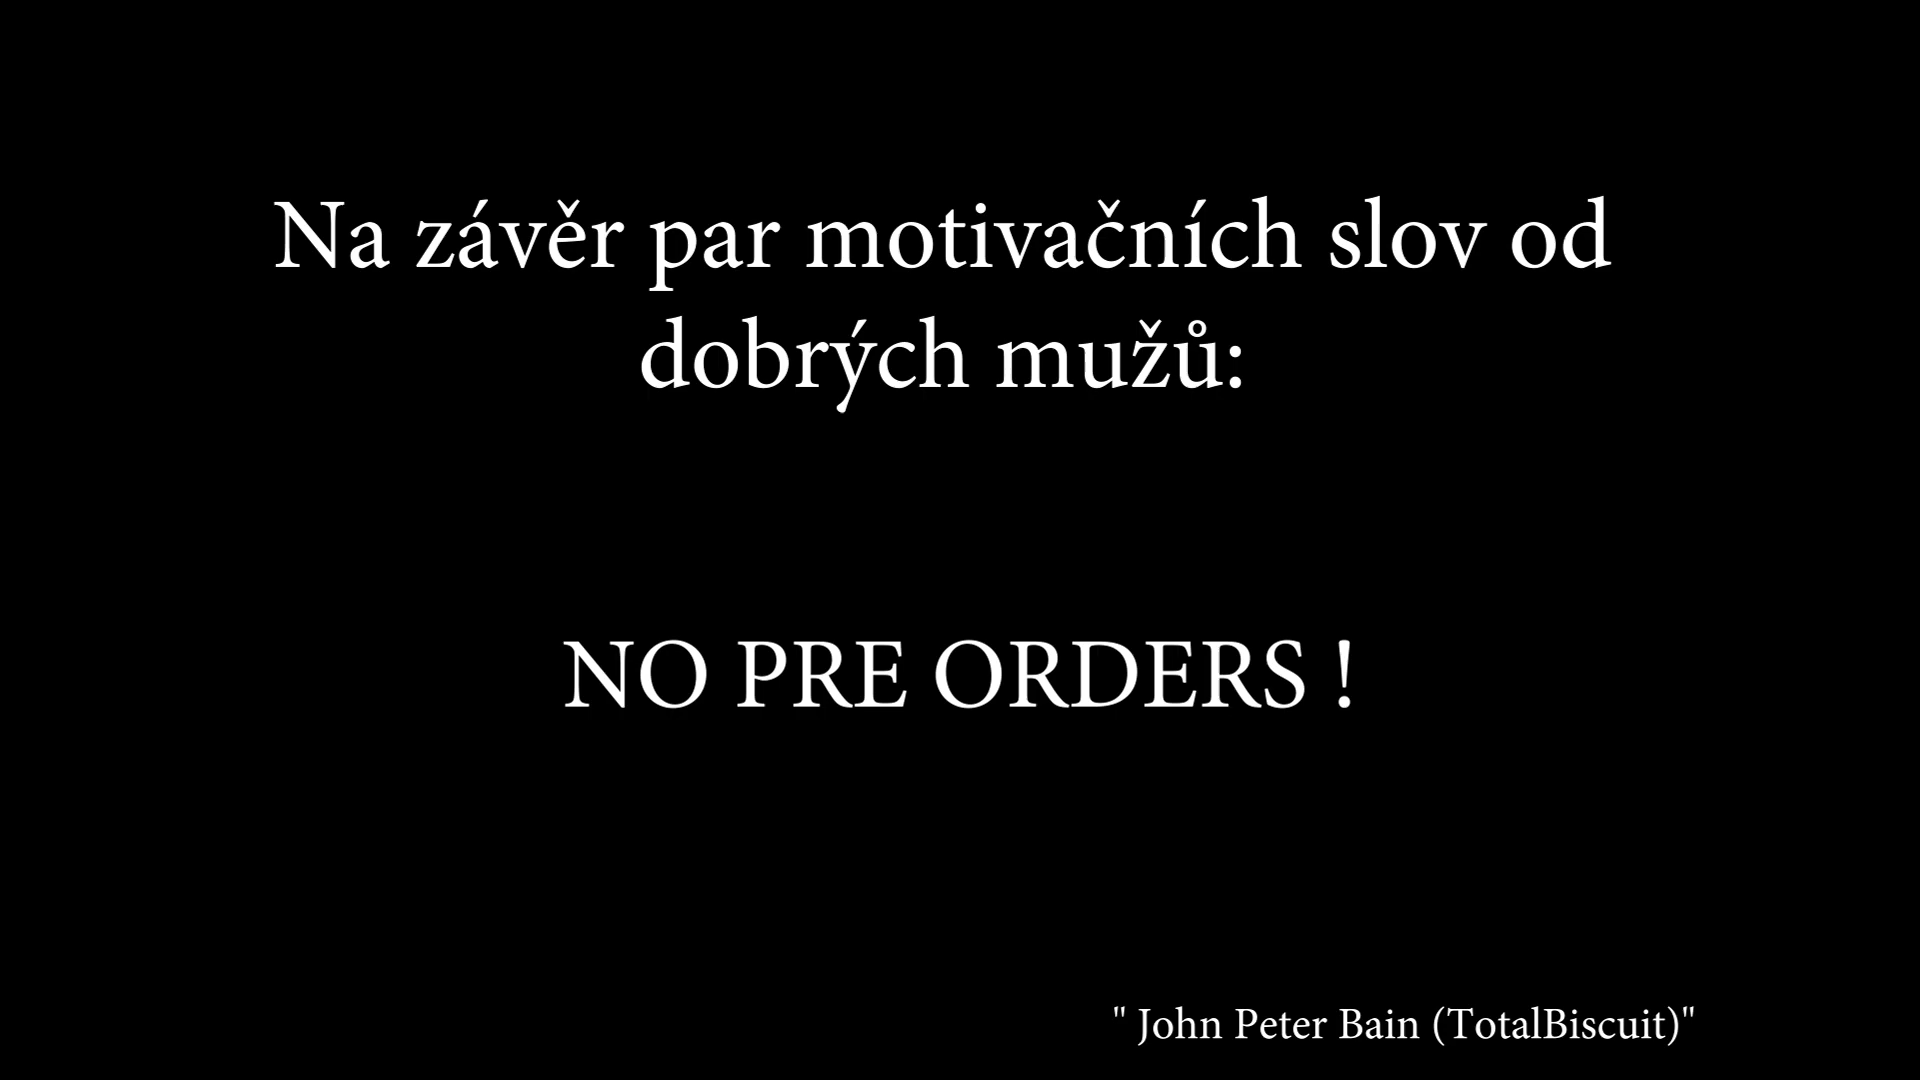 Na závěr par motivačních slov od
dobrých mužů:
NO PRE ORDERS !
" John Peter Bain (TotalBiscuit)"